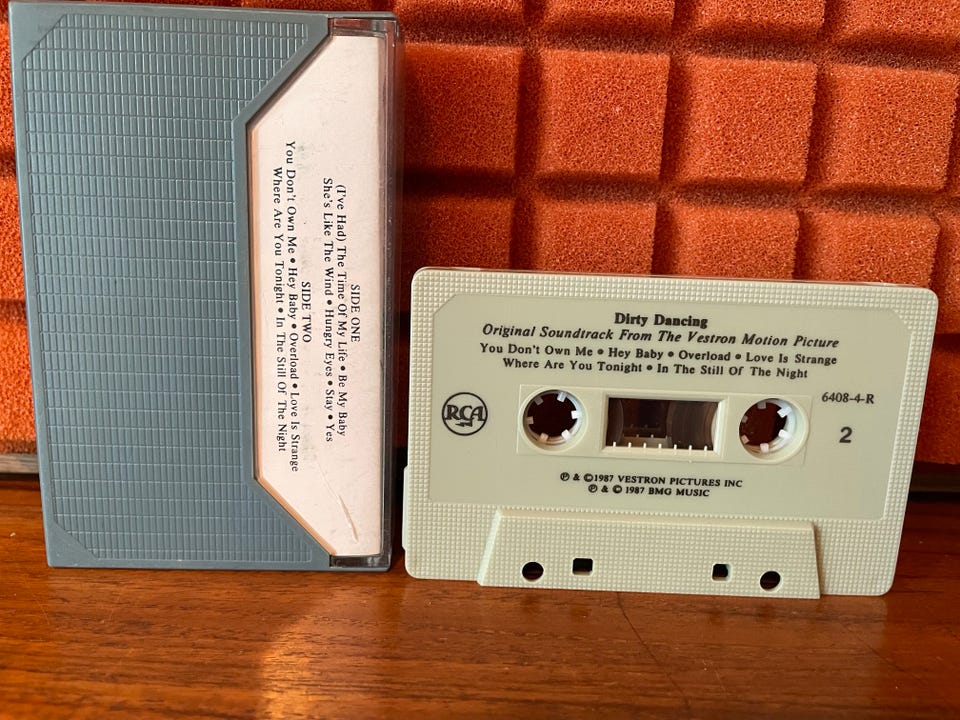 SIDE ONE
(I've Had) The Time Of My Life • Be My Baby
She's Like The Wind • Hungry Eyes • Stay • Yes
SIDE TWO
You Don't Own Me • Hey Baby • Overload • Love Is Strange
Where Are You Tonight • In The Still Of The Night
Dirty Dancing
Original Soundtrack From The Vestron Motion Picture
You Don't Own Me • Hey Baby • Overload • Love Is Strange
Where Are You Tonight • In The Still Of The Night
RCA
6408-4-R
2
℗ & ©1987 VESTRON PICTURES INC
℗ & © 1987 BMG MUSIC